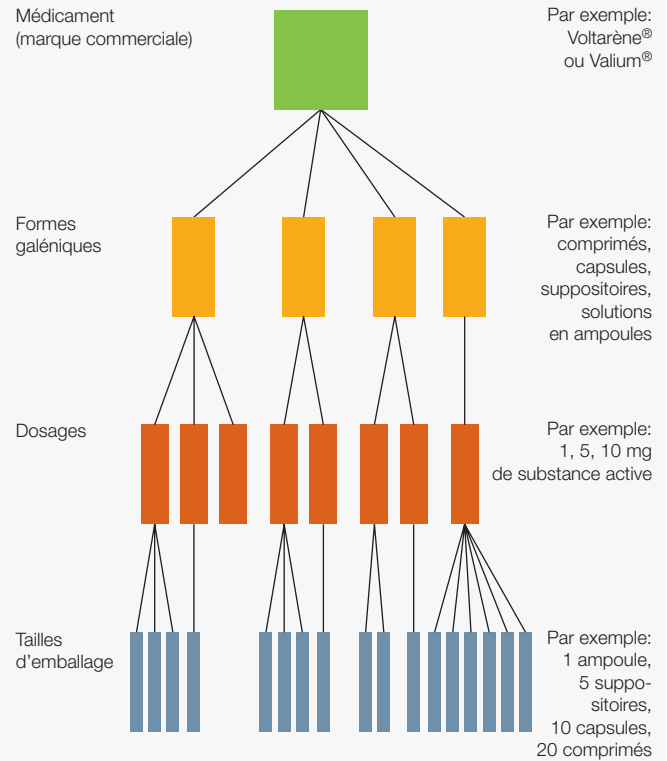 Médicament
(marque commerciale)
Par exemple:
Voltarène®
ou Valium®
Formes
galéniques
Par exemple:
comprimés,
capsules,
suppositoires,
solutions
en ampoules
Dosages
Par exemple:
1, 5, 10 mg
de substance active
Tailles
d’emballage
Par exemple:
1 ampoule,
5 suppo-
sitoires,
10 capsules,
20 comprimés